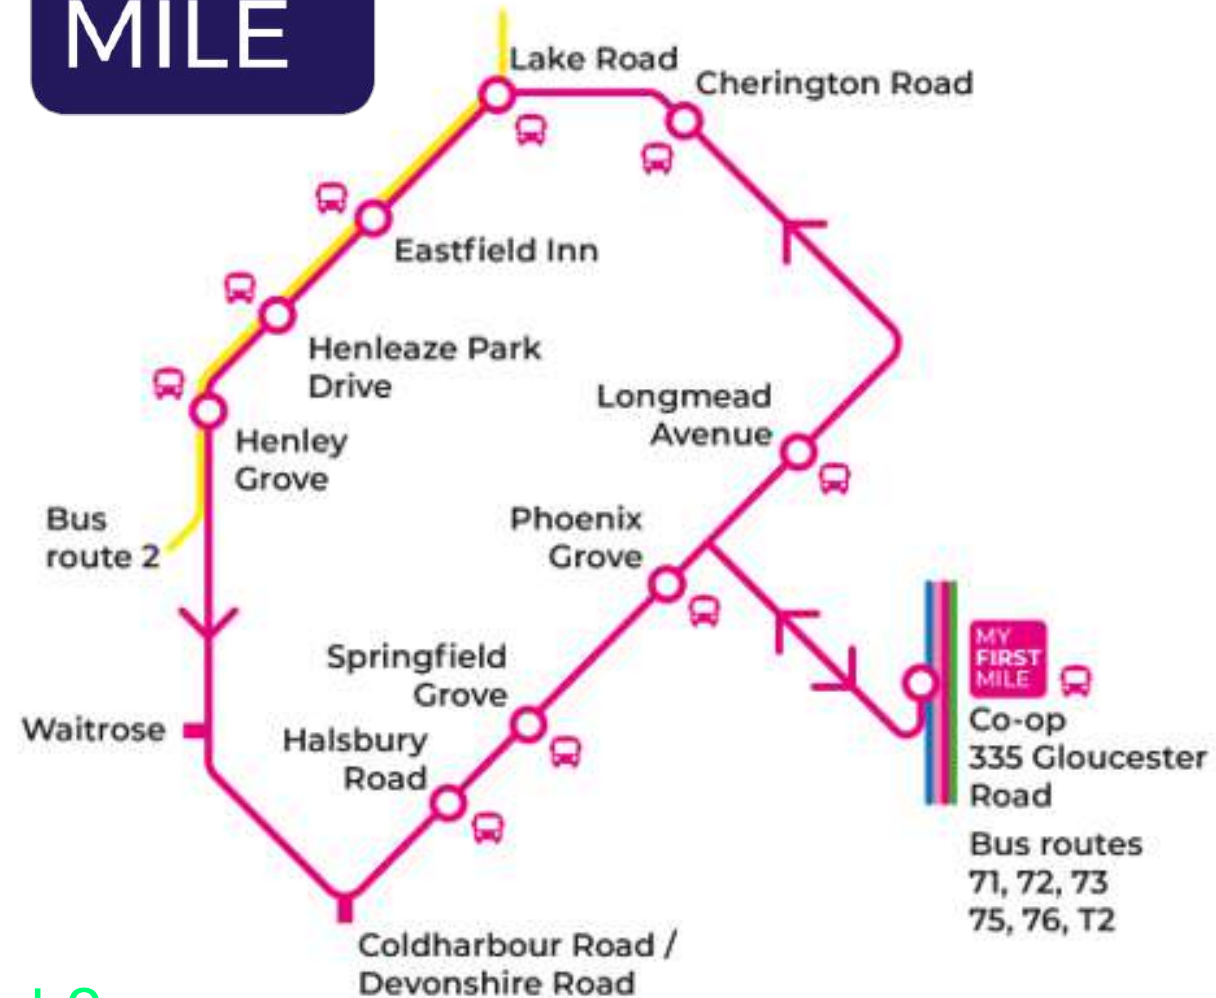 MILE
Lake Road
Cherington Road
Eastfield Inn
Henleaze Park
Drive
Longmead
Avenue
Henley
Grove
Bus
route 2
Phoenix
Grove
MY
FIRST
MILE
Springfield
Grove
Waitrose
Halsbury
Road
Co-op
335 Gloucester
Road
Bus routes
71, 72, 73
75, 76, T2
Coldharbour Road /
Devonshire Road